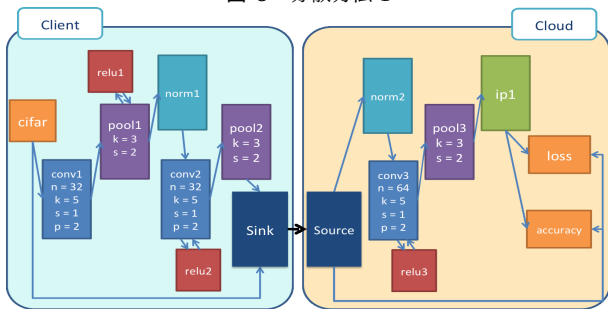 Client
Cloud
relu1
norm1
cifar
pool1
k = 3
s = 2
pool2
k = 3
s = 2
conv1
n = 32
k = 5
s = 1
p = 2
conv2
n = 32
k = 5
s = 1
p = 2
relu2
Sink
Source
norm2
conv3
n = 64
k = 5
s = 1
p = 2
relu3
pool3
k = 3
s = 2
ip1
loss
accuracy